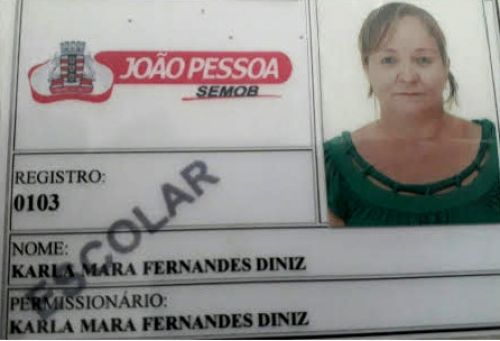 JOÃO PESSOA
SEMOB
REGISTRO:
0103
ESCOLAR
NOME:
KARLA MARA FERNANDES DINIZ
PERMISSIONÁRIO:
KARLA MARA FERNANDES DINIZ